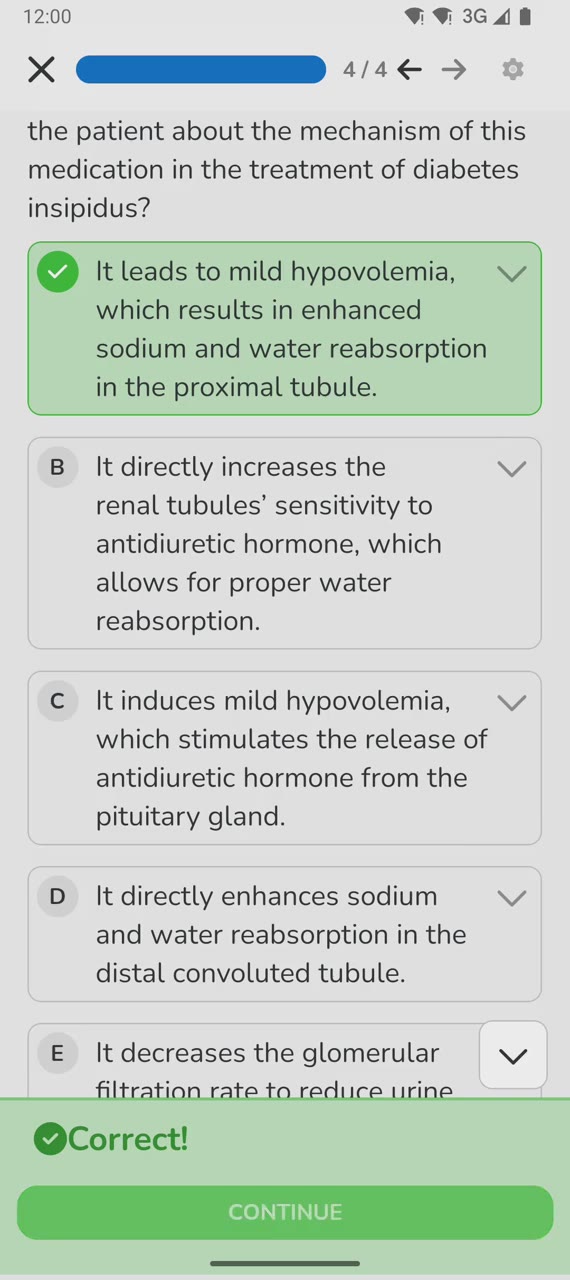 12:00
3G
4 / 4
the patient about the mechanism of this
medication in the treatment of diabetes
insipidus?
It leads to mild hypovolemia,
which results in enhanced
sodium and water reabsorption
in the proximal tubule.
B
It directly increases the
renal tubules’ sensitivity to
antidiuretic hormone, which
allows for proper water
reabsorption.
C
It induces mild hypovolemia,
which stimulates the release of
antidiuretic hormone from the
pituitary gland.
D
It directly enhances sodium
and water reabsorption in the
distal convoluted tubule.
E
It decreases the glomerular
filtration rate to reduce urine
Correct!
CONTINUE